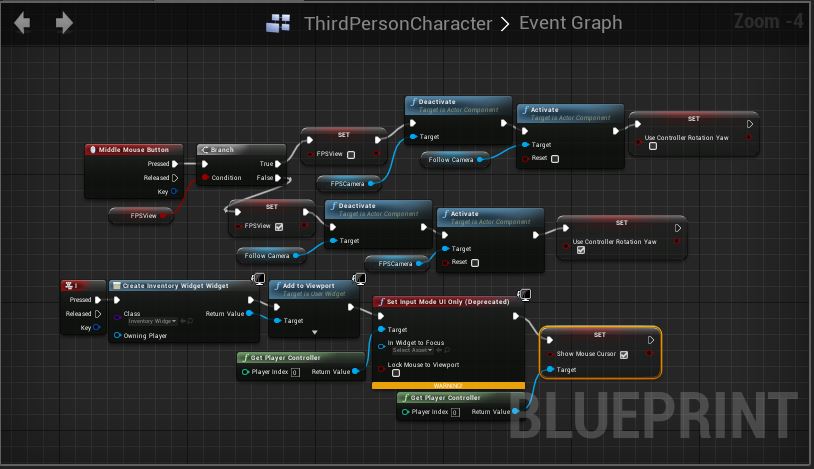 ThirdPersonCharacter > Event Graph
Zoom -4
Middle Mouse Button
Pressed
Released
Key
FPSView
Branch
True
Condition
False
SET
FPSView
FPSCamera
Deactivate
Target is Actor Component
Target
Follow Camera
Activate
Target is Actor Component
Target
Reset
SET
Use Controller Rotation Yaw
SET
FPSView
Follow Camera
Deactivate
Target is Actor Component
Target
FPSCamera
Activate
Target is Actor Component
Target
Reset
SET
Use Controller Rotation Yaw
I
Pressed
Released
Key
Create Inventory Widget Widget
Class
Inventory Widge
Return Value
Owning Player
Add to Viewport
Target is User Widget
Target
Get Player Controller
Player Index 0
Return Value
Set Input Mode UI Only (Deprecated)
Target
In Widget to Focus
Select Asset
Lock Mouse to Viewport
WARNING!
Get Player Controller
Player Index 0
Return Value
SET
Show Mouse Cursor
Target
BLUEPRINT